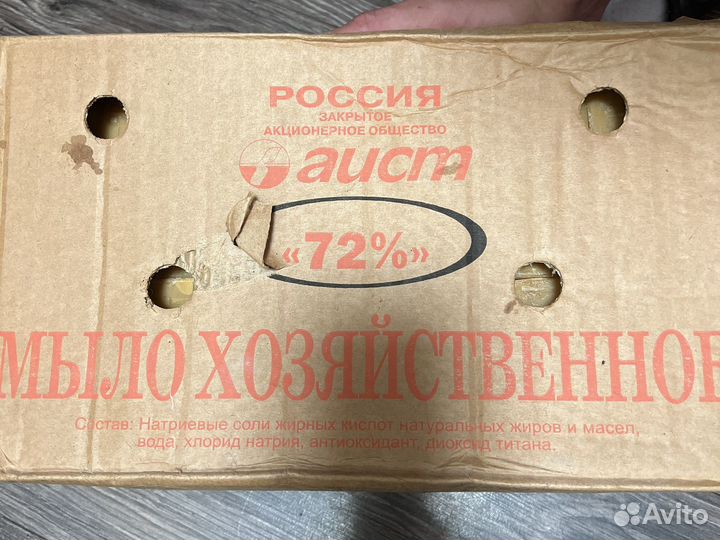 РОССИЯ
ЗАКРЫТОЕ
АКЦИОНЕРНОЕ ОБЩЕСТВО
аист
«72%»
МЫЛО ХОЗЯЙСТВЕННОЕ
Состав: Натриевые соли жирных кислот натуральных жиров и масел,
вода, хлорид натрия, антиоксидант, диоксид титана.
Avito